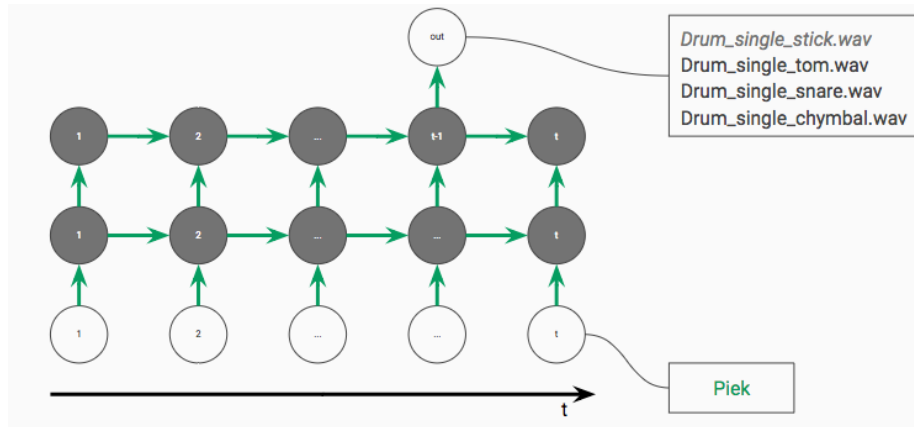 out
Drum_single_stick.wav
Drum_single_tom.wav
Drum_single_snare.wav
Drum_single_chymbal.wav
1 2 ... t-1 t
1 2 ... ... t
1 2 ... ... t
Piek
t